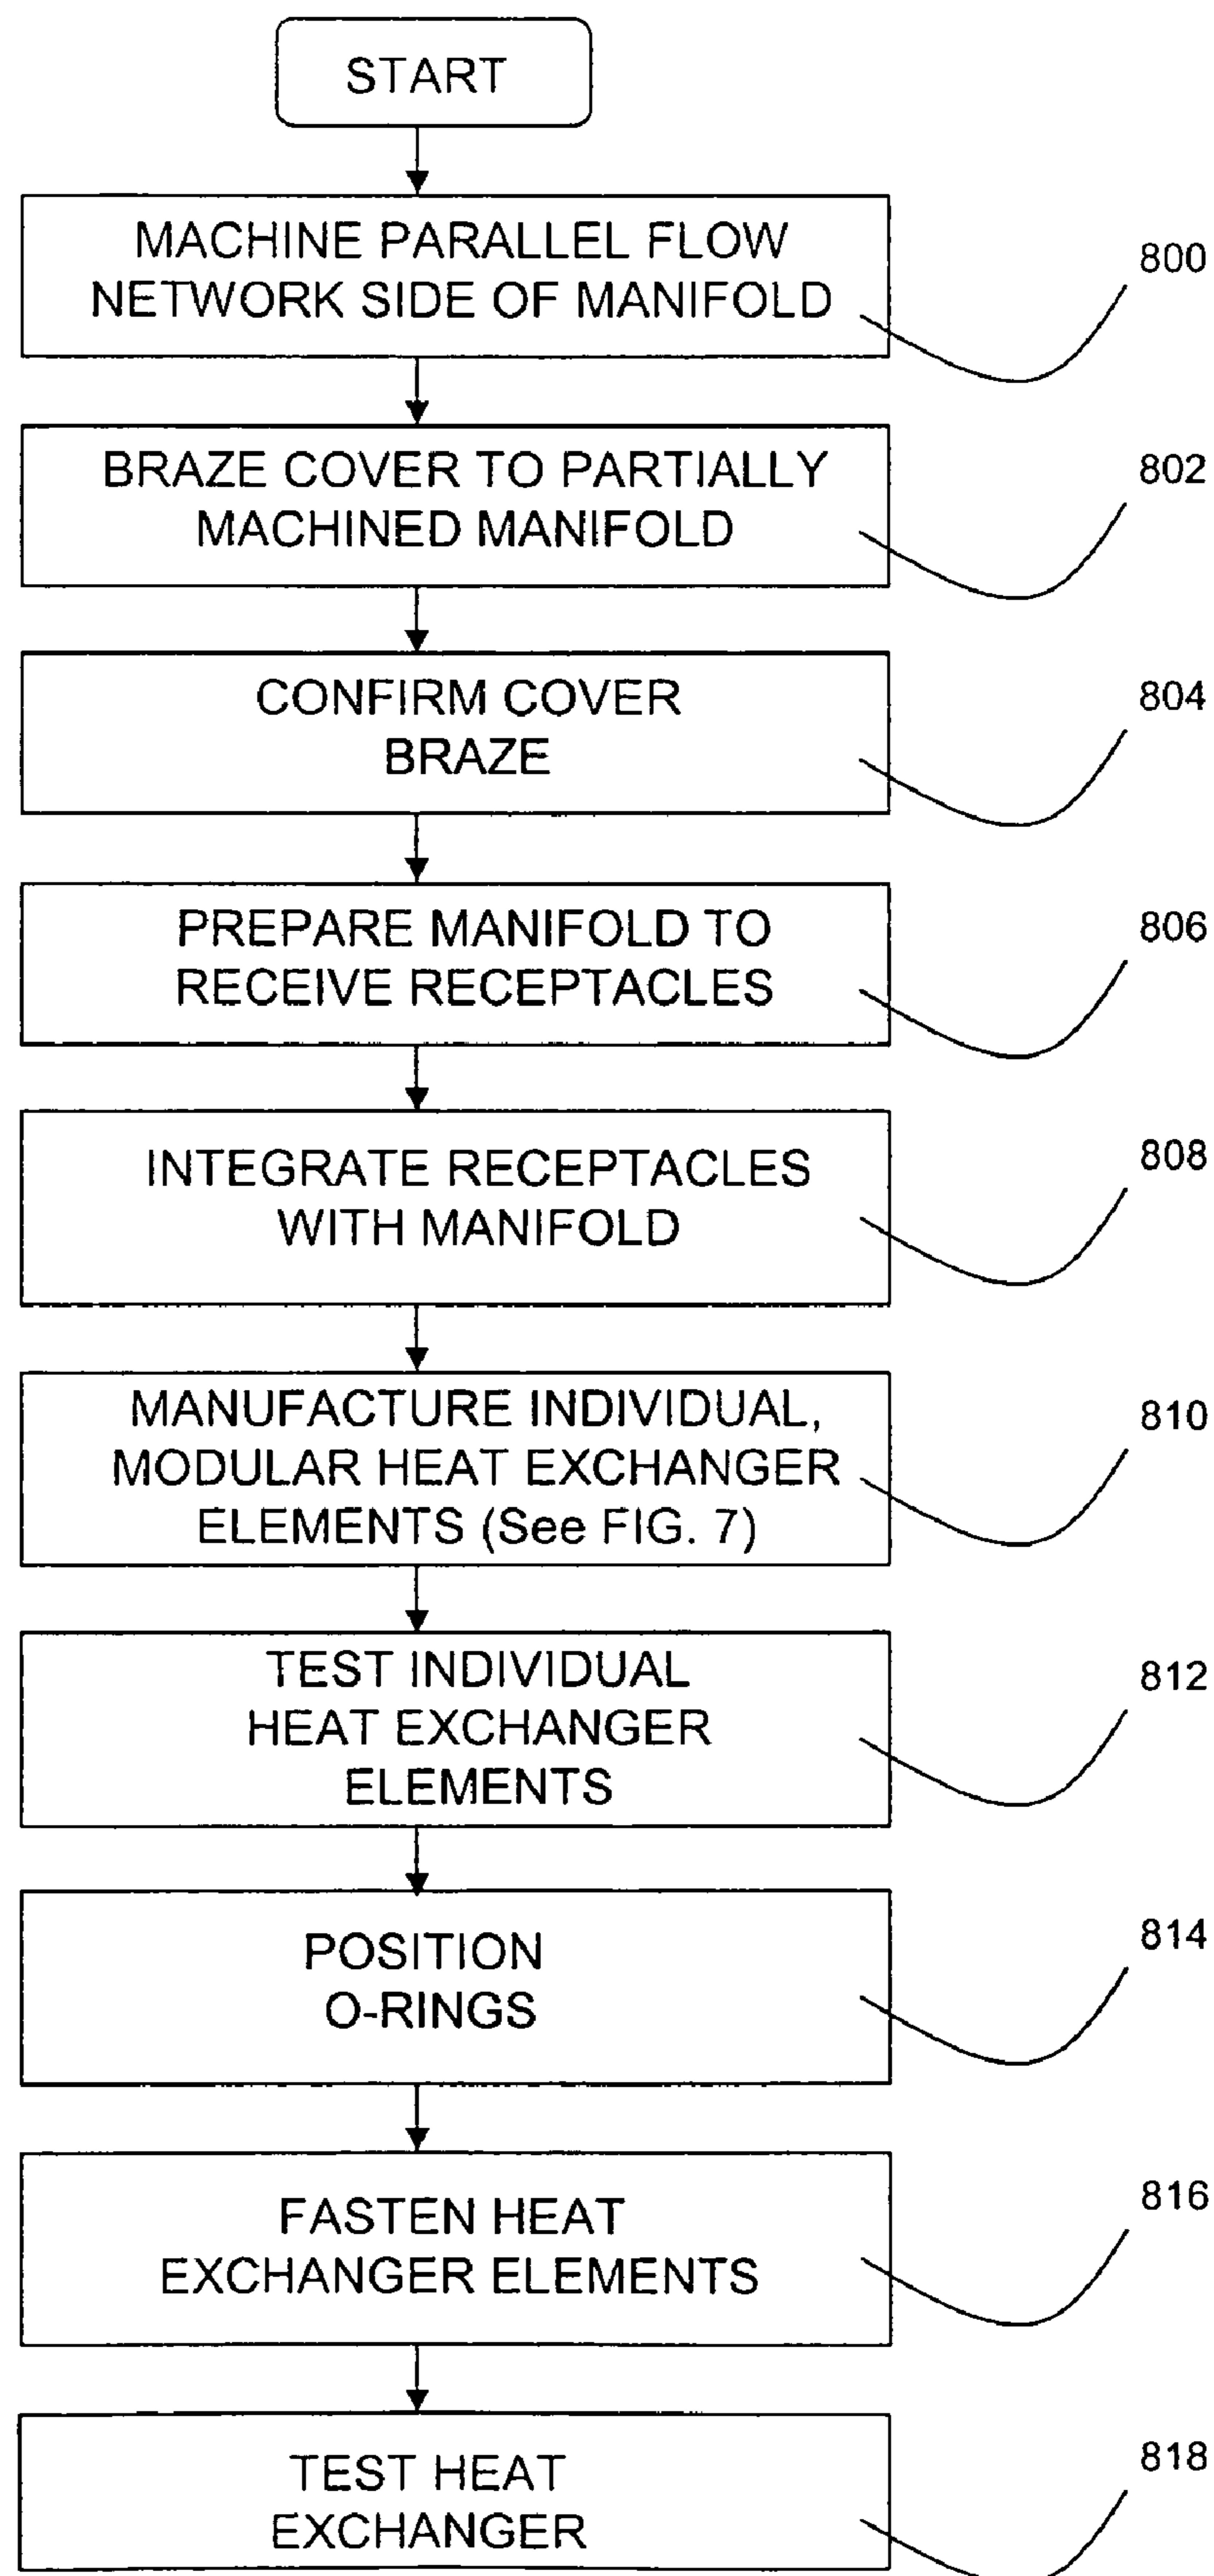 START
MACHINE PARALLEL FLOW
NETWORK SIDE OF MANIFOLD
800
BRAZE COVER TO PARTIALLY
MACHINED MANIFOLD
802
CONFIRM COVER
BRAZE
804
PREPARE MANIFOLD TO
RECEIVE RECEPTACLES
806
INTEGRATE RECEPTACLES
WITH MANIFOLD
808
MANUFACTURE INDIVIDUAL,
MODULAR HEAT EXCHANGER
ELEMENTS (See FIG. 7)
810
TEST INDIVIDUAL
HEAT EXCHANGER
ELEMENTS
812
POSITION
O-RINGS
814
FASTEN HEAT
EXCHANGER ELEMENTS
816
TEST HEAT
EXCHANGER
818